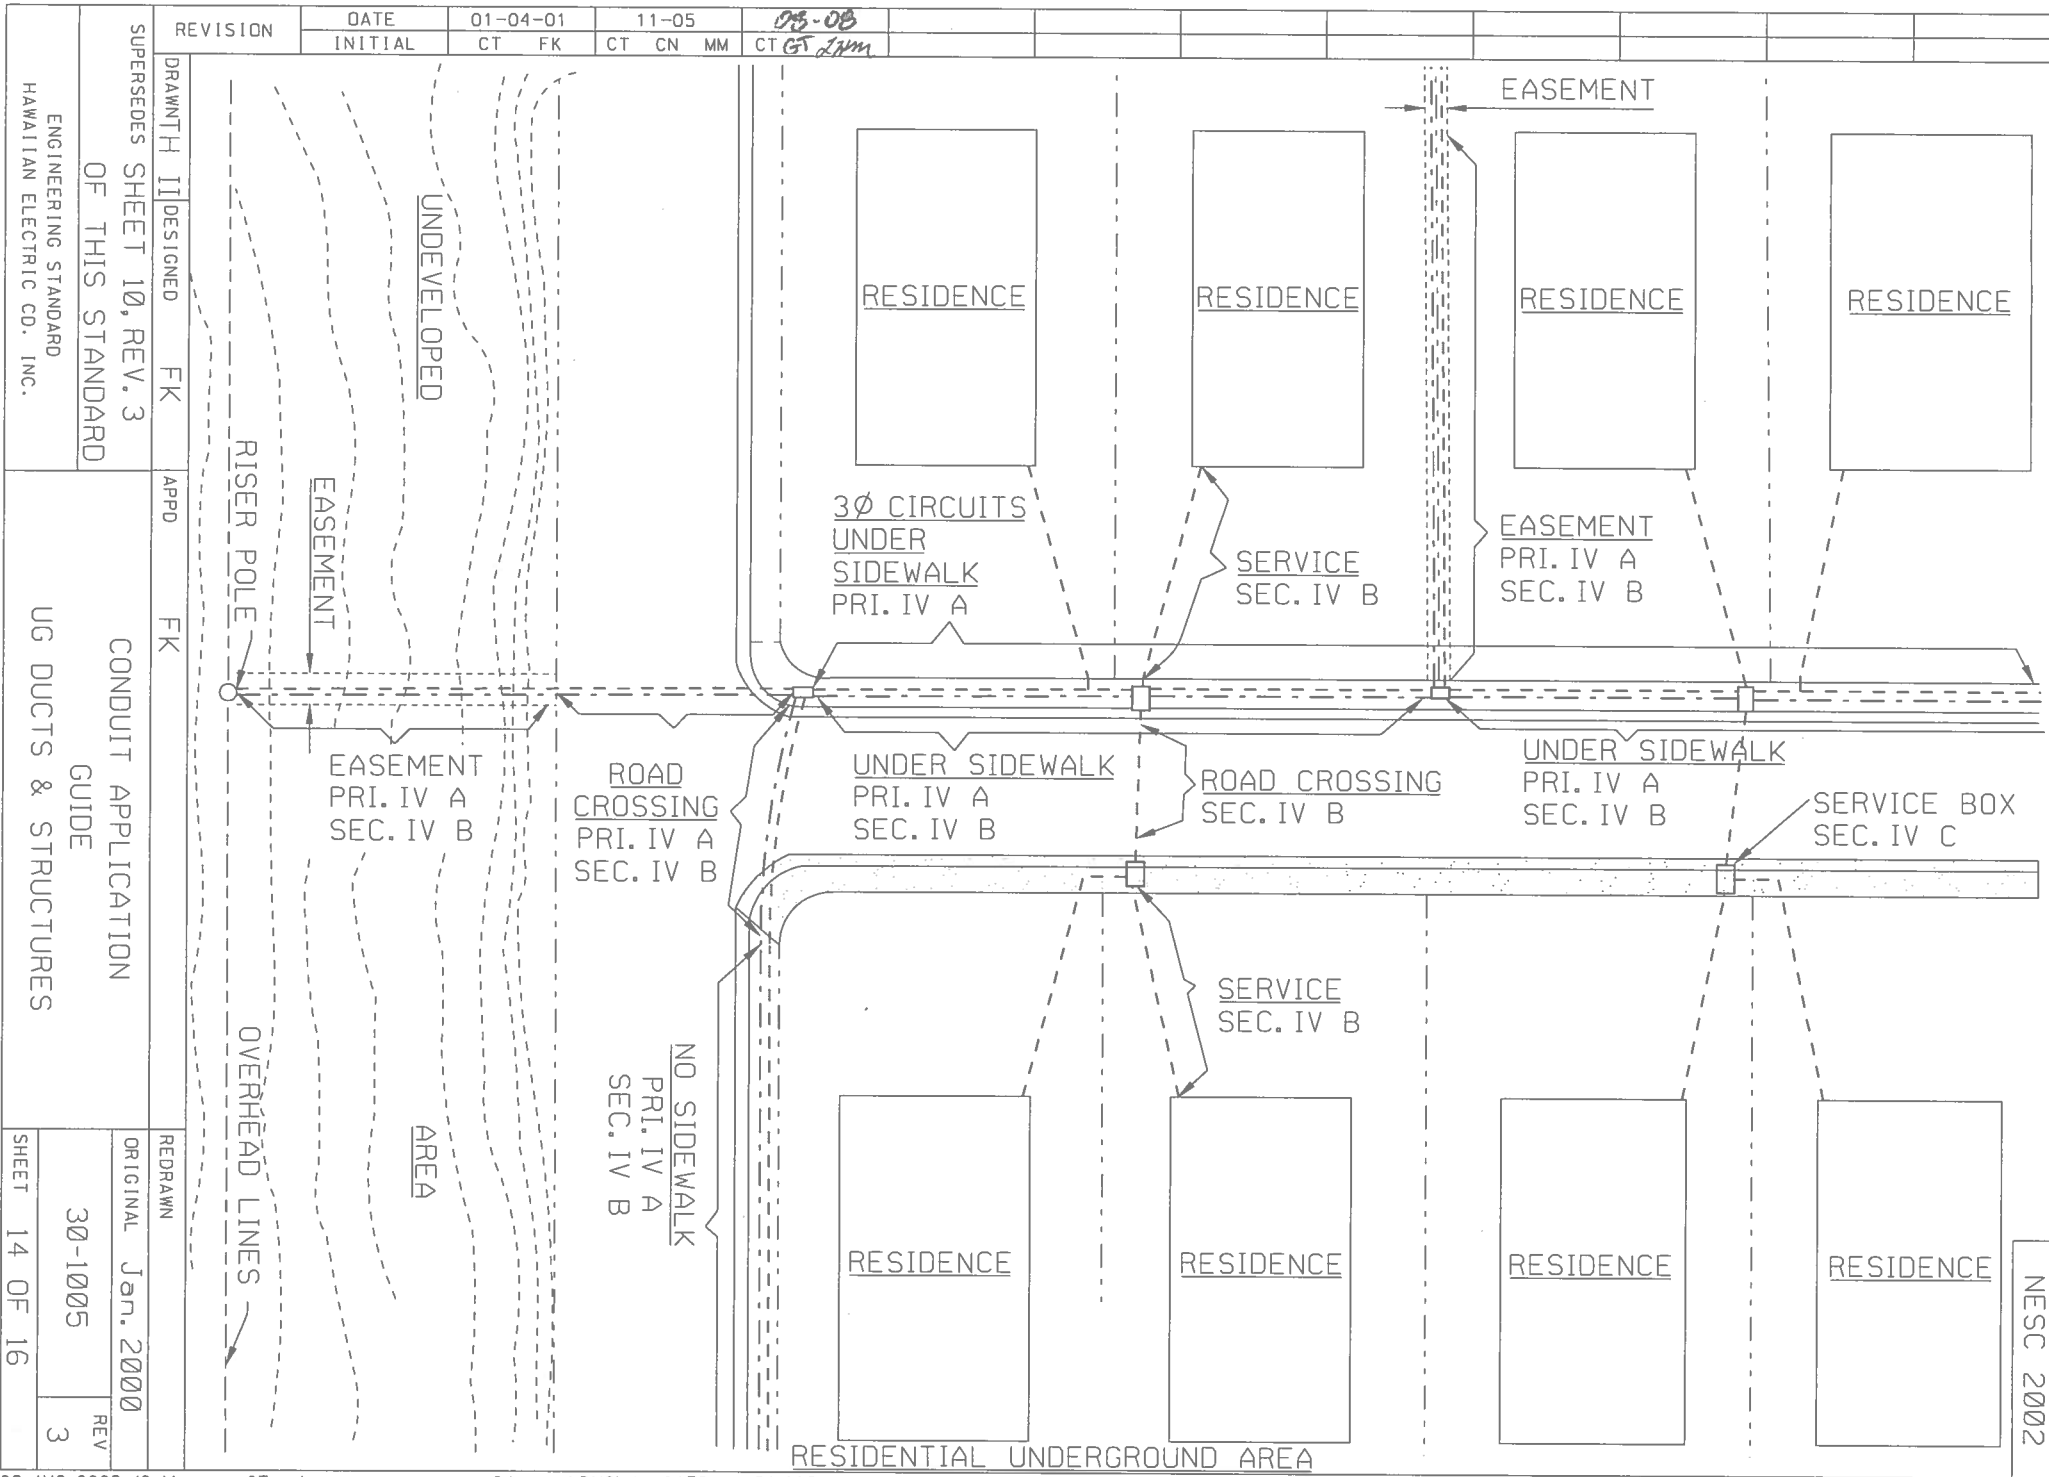 REVISION
DATE 01-04-01 11-05 08-08
INITIAL CT FK CT CN MM CT GT
EASEMENT
RESIDENCE
RESIDENCE
RESIDENCE
RESIDENCE
3Ø CIRCUITS
UNDER
SIDEWALK
PRI. IV A
SERVICE
SEC. IV B
EASEMENT
PRI. IV A
SEC. IV B
UNDEVELOPED
AREA
RISER POLE
EASEMENT
EASEMENT
PRI. IV A
SEC. IV B
ROAD
CROSSING
PRI. IV A
SEC. IV B
UNDER SIDEWALK
PRI. IV A
SEC. IV B
ROAD CROSSING
SEC. IV B
UNDER SIDEWALK
PRI. IV A
SEC. IV B
SERVICE BOX
SEC. IV C
SERVICE
SEC. IV B
NO SIDEWALK
PRI. IV A
SEC. IV B
OVERHEAD LINES
RESIDENCE
RESIDENCE
RESIDENCE
RESIDENCE
RESIDENTIAL UNDERGROUND AREA
NESC 2002
DRAWN TH II DESIGNED FK APPD FK REDRAWN
SUPERSEDES SHEET 10, REV. 3
OF THIS STANDARD
ENGINEERING STANDARD
HAWAIIAN ELECTRIC CO. INC.
CONDUIT APPLICATION
GUIDE
UG DUCTS & STRUCTURES
ORIGINAL Jan. 2000
30-1005
REV
3
SHEET 14 OF 16